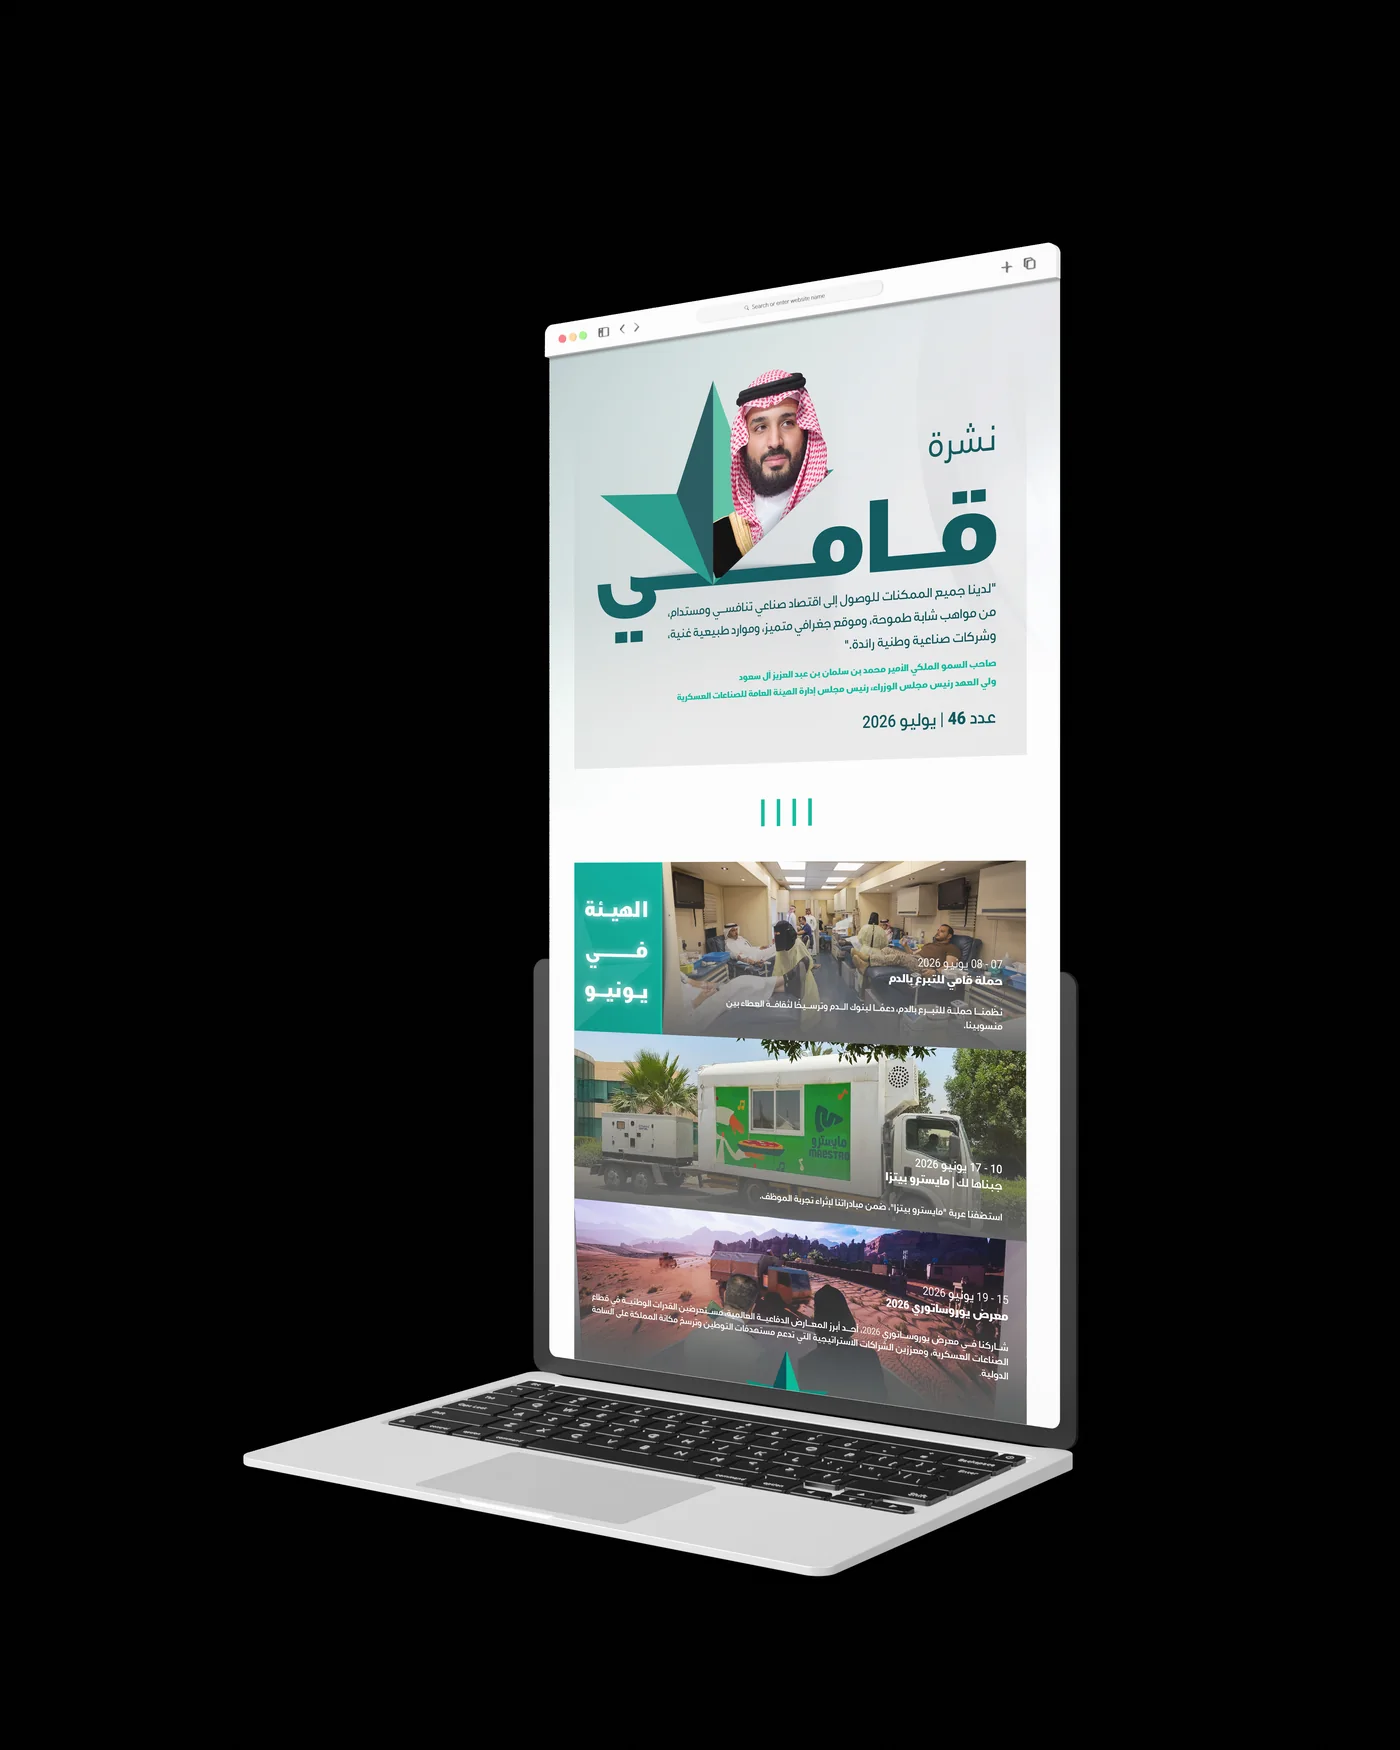 Search or enter website name
نشرة
قامي
"لدينا جميع الممكنات للوصول إلى اقتصاد صناعي تنافسي ومستدام،
من مواهب شابة طموحة، وموقع جغرافي متميز، وموارد طبيعية غنية،
وشركات صناعية وطنية رائدة."
صاحب السمو الملكي الأمير محمد بن سلمان بن عبد العزيز آل سعود
ولي العهد رئيس مجلس الوزراء، رئيس مجلس إدارة الهيئة العامة للصناعات العسكرية
عدد 46 | يوليو 2026
الهيئة
في
يونيو
07 - 08 يونيو 2026
حملة قامي للتبرع بالدم
نظمنا حملة للتبرع بالدم، دعمًا لبنوك الدم وترسيخًا لثقافة العطاء بين
منسوبينا.
مايسترو
MAESTRO
10 - 17 يونيو 2026
جبناها لك | مايسترو بيتزا
استضفنا عربة "مايسترو بيتزا"، ضمن مبادراتنا لإثراء تجربة الموظف.
15 - 19 يونيو 2026
معرض يوروساتوري 2026
شاركنا في معرض يوروساتوري 2026، أحد أبرز المعارض الدفاعية العالمية، مستعرضين القدرات الوطنية في قطاع
الصناعات العسكرية، ومعززين الشراكات الاستراتيجية التي تدعم مستهدفات التوطين وترسخ مكانة المملكة على الساحة
الدولية.